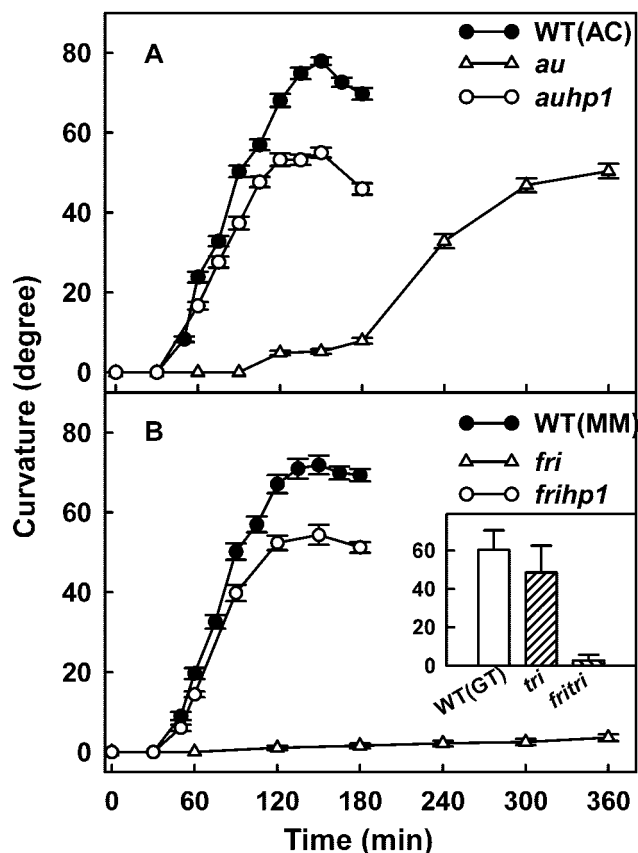 A
WT(AC)
au
auhp1
80
60
40
20
0
Curvature (degree)
B
WT(MM)
fri
frihp1
80
60
40
20
0
60
40
20
0
WT(GT)
tri
fritri
0 60 120 180 240 300 360
Time (min)